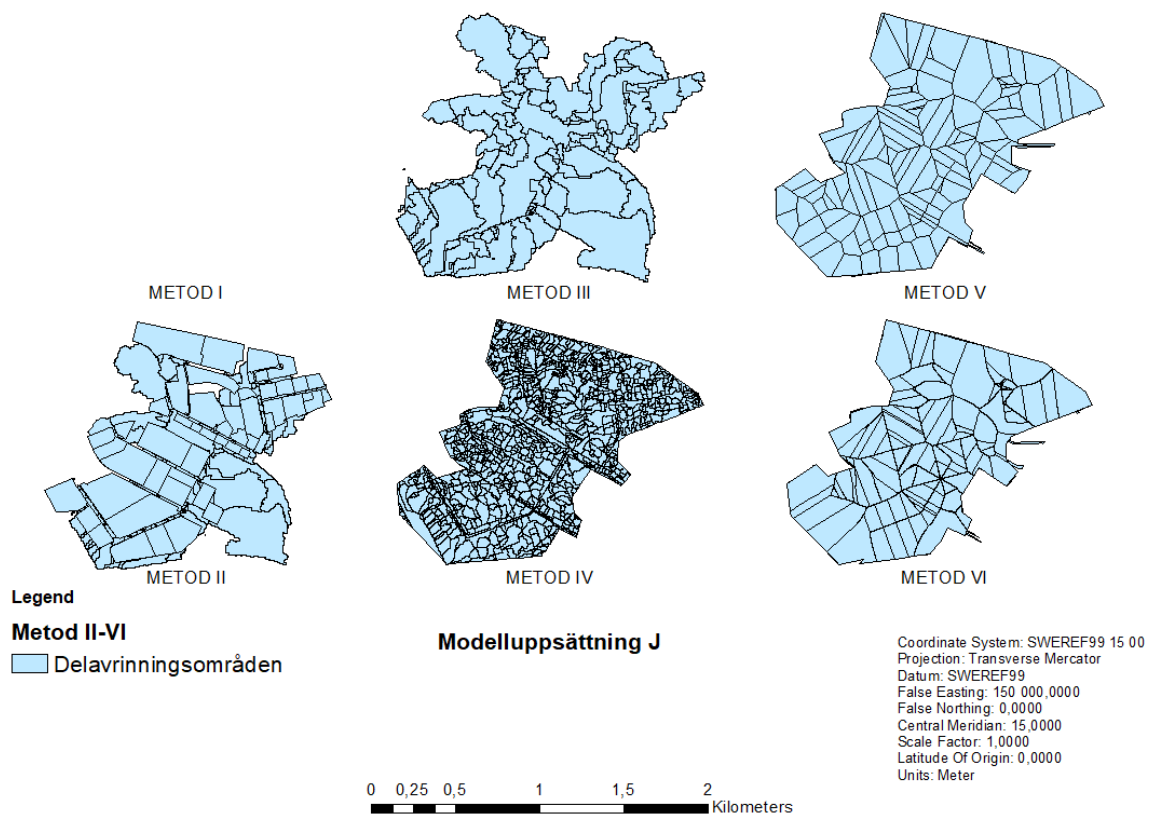 METOD I
METOD III
METOD V
METOD II
METOD IV
METOD VI
Legend
Metod II-VI
Delavrinningsområden
Modelluppsättning J
Coordinate System: SWEREF99 15 00
Projection: Transverse Mercator
Datum: SWEREF99
False Easting: 150 000,0000
False Northing: 0,0000
Central Meridian: 15,0000
Scale Factor: 1,0000
Latitude Of Origin: 0,0000
Units: Meter
0 0,25 0,5 1 1,5 2
Kilometers